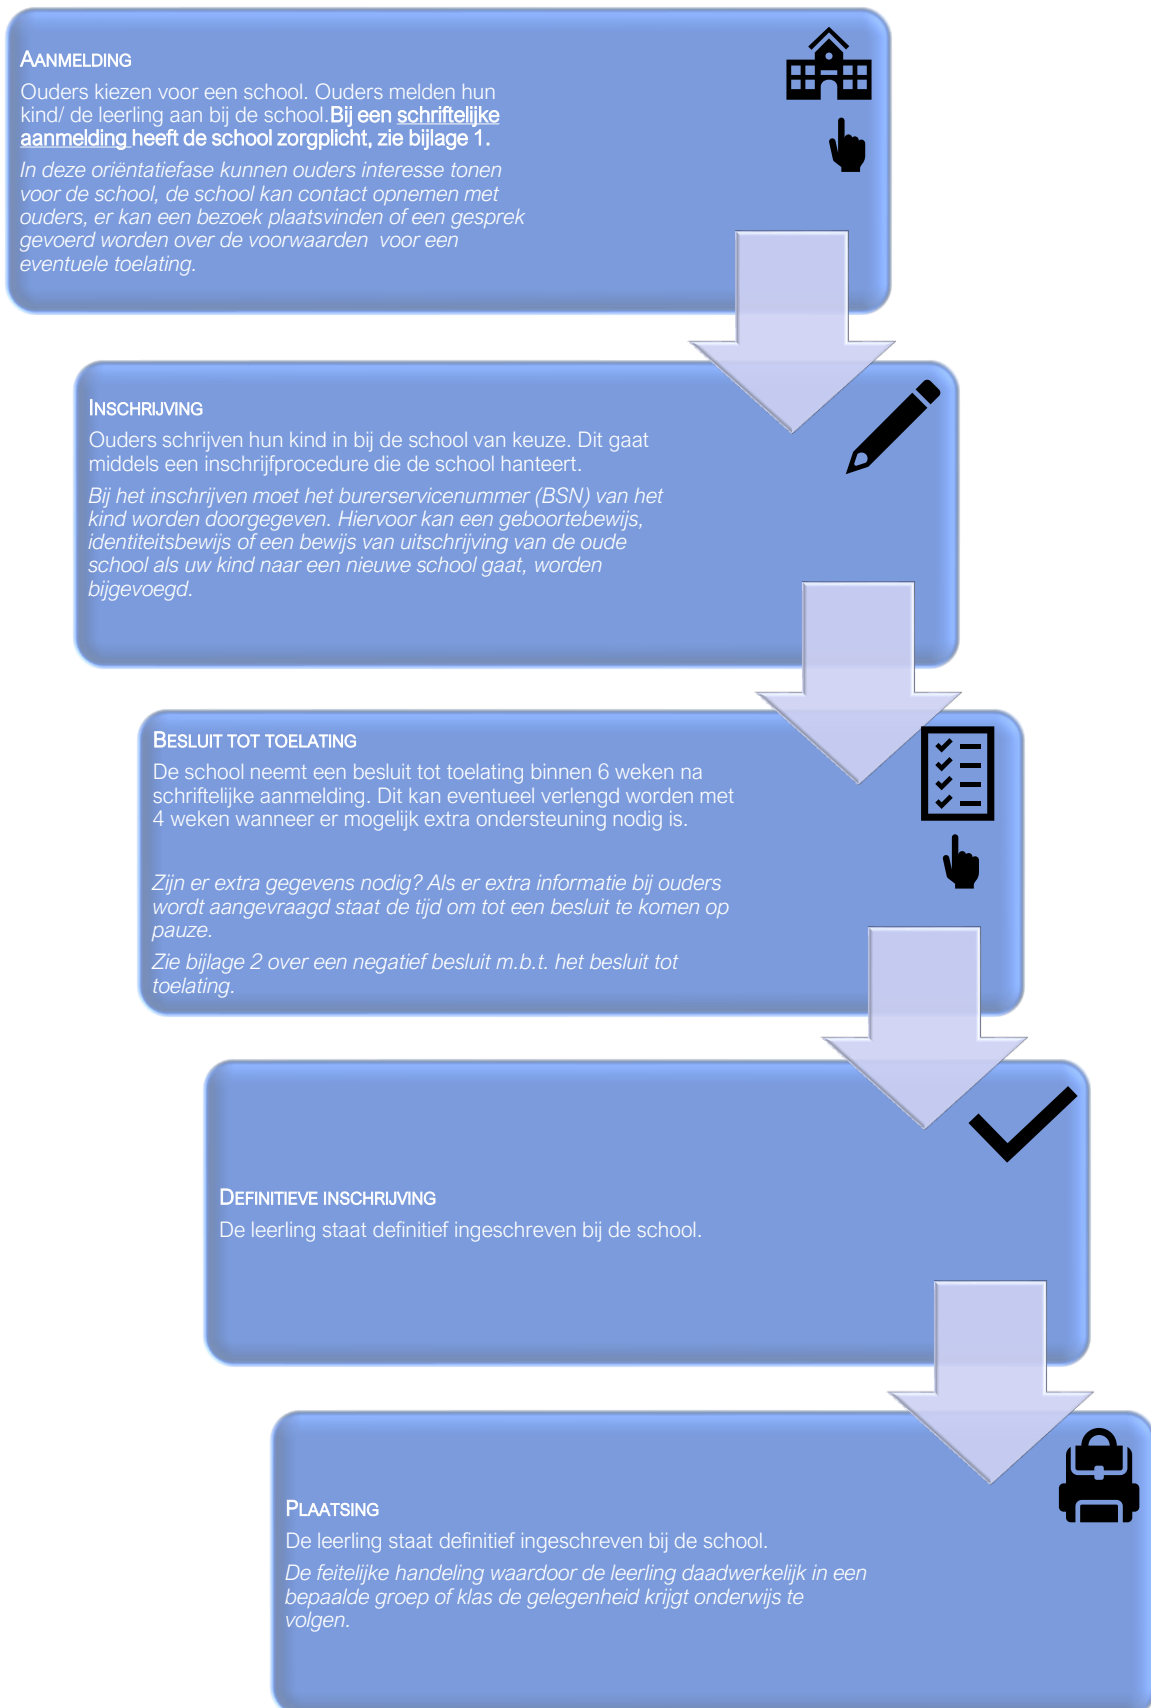 AANMELDING
Ouders kiezen voor een school. Ouders melden hun
kind/ de leerling aan bij de school.Bij een schriftelijke
aanmelding heeft de school zorgplicht, zie bijlage 1.
In deze oriëntatiefase kunnen ouders interesse tonen
voor de school, de school kan contact opnemen met
ouders, er kan een bezoek plaatsvinden of een gesprek
gevoerd worden over de voorwaarden voor een
eventuele toelating.
INSCHRIJVING
Ouders schrijven hun kind in bij de school van keuze. Dit gaat
middels een inschrijfprocedure die de school hanteert.
Bij het inschrijven moet het burerservicenummer (BSN) van het
kind worden doorgegeven. Hiervoor kan een geboortebewijs,
identiteitsbewijs of een bewijs van uitschrijving van de oude
school als uw kind naar een nieuwe school gaat, worden
bijgevoegd.
BESLUIT TOT TOELATING
De school neemt een besluit tot toelating binnen 6 weken na
schriftelijke aanmelding. Dit kan eventueel verlengd worden met
4 weken wanneer er mogelijk extra ondersteuning nodig is.
Zijn er extra gegevens nodig? Als er extra informatie bij ouders
wordt aangevraagd staat de tijd om tot een besluit te komen op
pauze.
Zie bijlage 2 over een negatief besluit m.b.t. het besluit tot
toelating.
DEFINITIEVE INSCHRIJVING
De leerling staat definitief ingeschreven bij de school.
PLAATSING
De leerling staat definitief ingeschreven bij de school.
De feitelijke handeling waardoor de leerling daadwerkelijk in een
bepaalde groep of klas de gelegenheid krijgt onderwijs te
volgen.